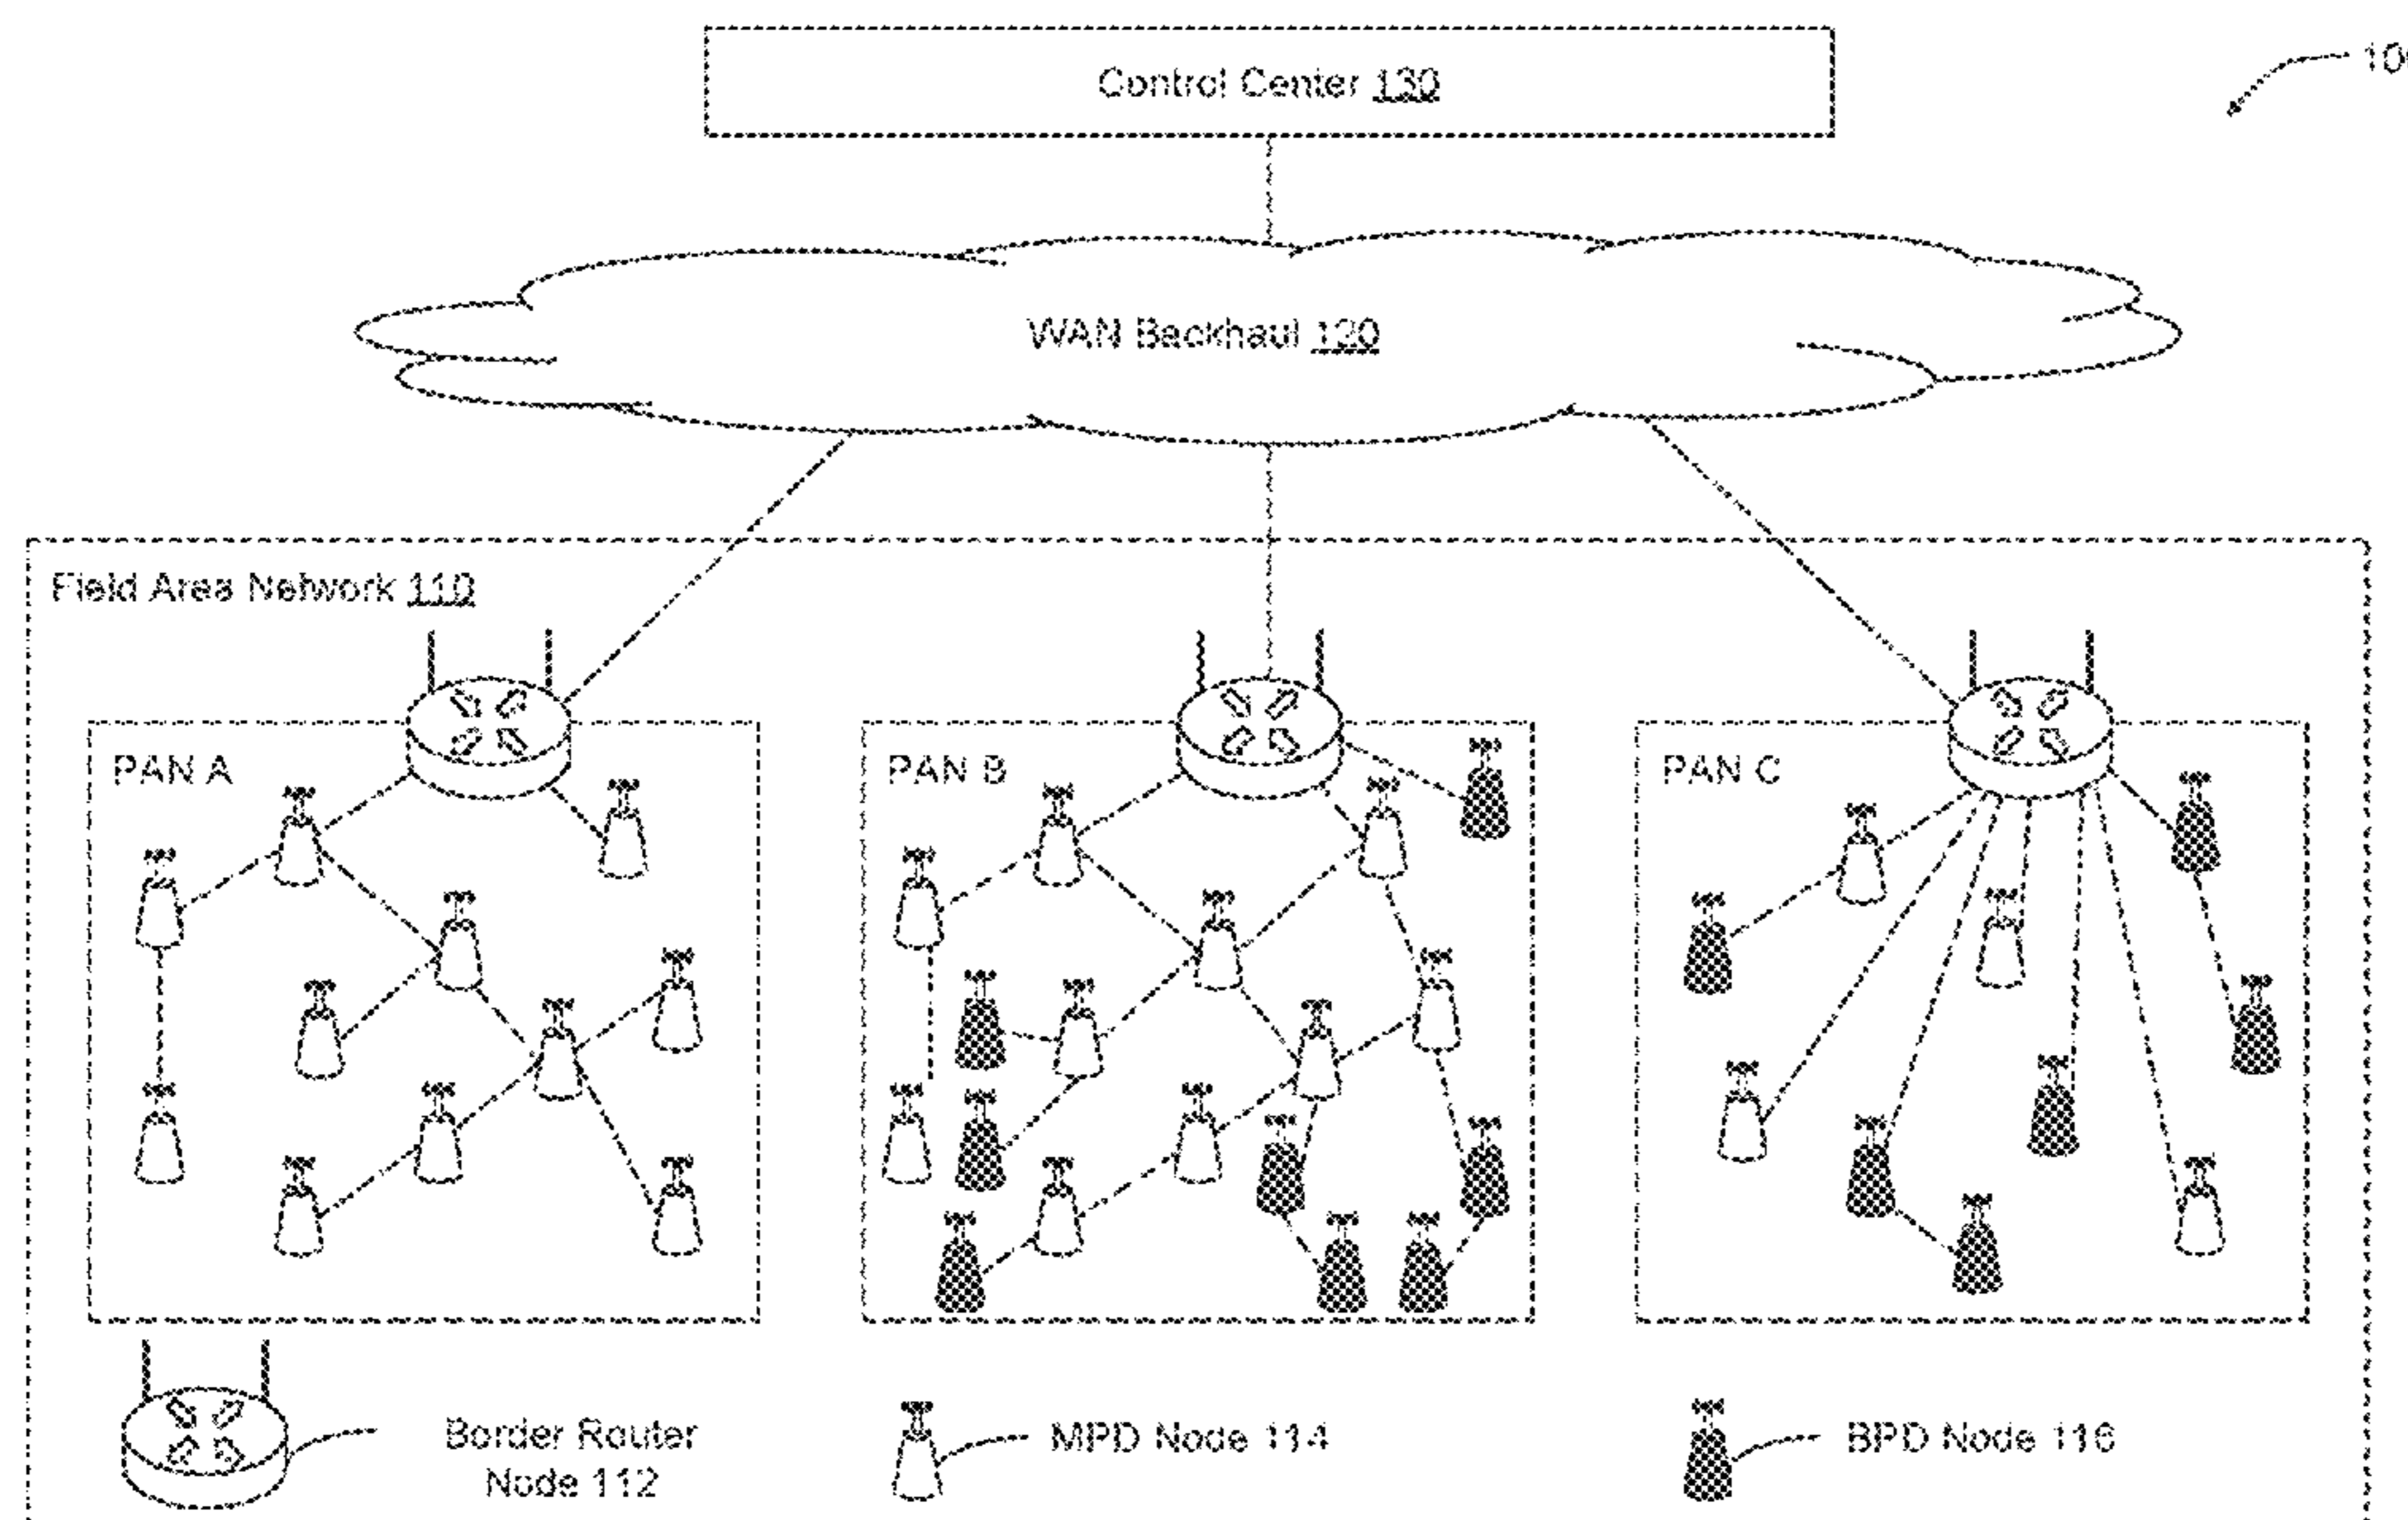 Control Center 130
10
WAN Backhaul 120
Field Area Network 110
PAN A
PAN B
PAN C
Border Router
Node 112
MPD Node 114
BPD Node 116